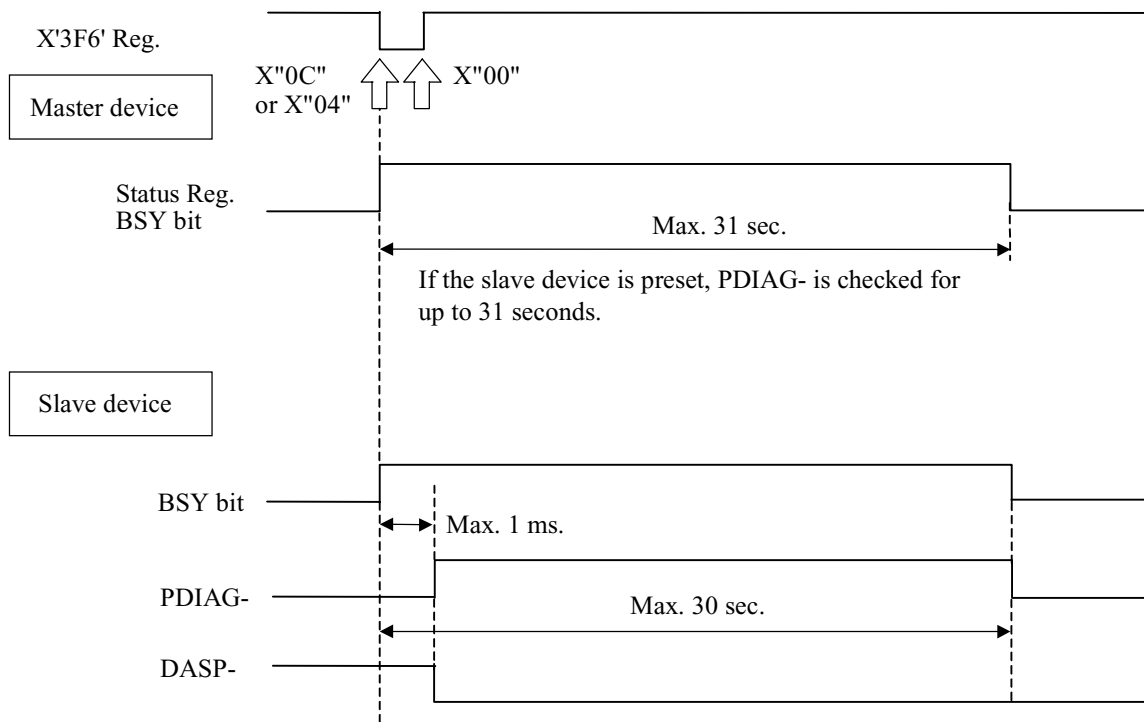 X'3F6' Reg.
X"0C"
or X"04"
X"00"
Master device
Status Reg.
BSY bit
Max. 31 sec.
If the slave device is preset, PDIAG- is checked for
up to 31 seconds.
Slave device
BSY bit
Max. 1 ms.
PDIAG-
Max. 30 sec.
DASP-